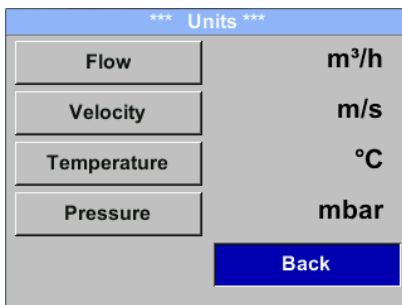 *** Units ***
Flow m³/h
Velocity m/s
Temperature °C
Pressure mbar
Back